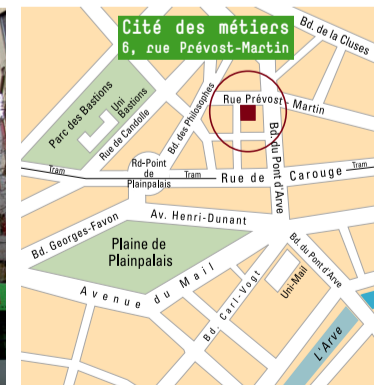 Cité des métiers
6, rue Prévost-Martin
Bd. de la Cluses
Parc des Bastions
Uni
Bastions
Rue de Candolle
Bd. des Philosophes
Rue Prévost - Martin
Bd. du Pont d'Arve
Tram
Rd-Point
de
Plainpalais
Tram
Rue de Carouge
Tram
Av. Henri-Dunant
Bd. Georges-Favon
Plaine de
Plainpalais
Avenue du Mail
Bd. Carl-Vogt
Uni-Mail
Bd. du Pont d'Arve
L'Arve